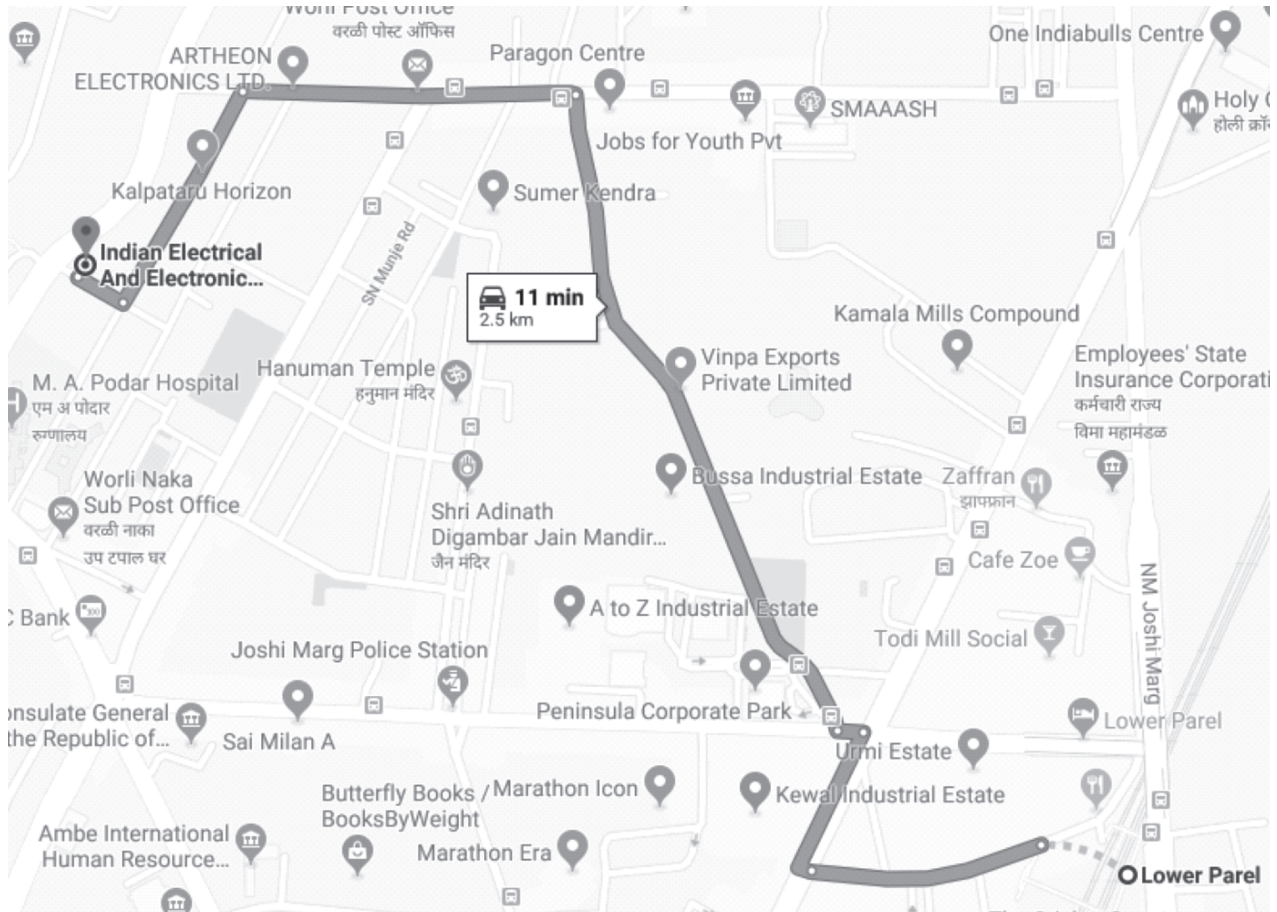 Worli Post Office
वरळी पोस्ट ऑफिस
ARTHEON
ELECTRONICS LTD.
Paragon Centre
One Indiabulls Centre
Jobs for Youth Pvt
SMAAASH
Holy
Kalpataru Horizon
Sumer Kendra
Indian Electrical
And Electronic...
SN Munje Rd
11 min
2.5 km
Kamala Mills Compound
Hanuman Temple
हनुमान मंदिर
Vinpa Exports
Private Limited
Employees' State
Insurance Corporati
कर्मचारी राज्य
विमा महामंडळ
M. A. Podar Hospital
एम अ पोदार
रुग्णालय
Worli Naka
Sub Post Office
वरळी नाका
उप टपाल घर
Bussa Industrial Estate
Zaffran
झाफ्फ्रान
Shri Adinath
Digambar Jain Mandir...
जैन मंदिर
Cafe Zoe
NM Joshi Marg
C Bank
A to Z Industrial Estate
Todi Mill Social
Joshi Marg Police Station
onsulate General
the Republic of...
Sai Milan A
Peninsula Corporate Park
Lower Parel
Urmi Estate
Butterfly Books /
BooksByWeight
Marathon Icon
Kewal Industrial Estate
Ambe International
Human Resource...
Marathon Era
Lower Parel